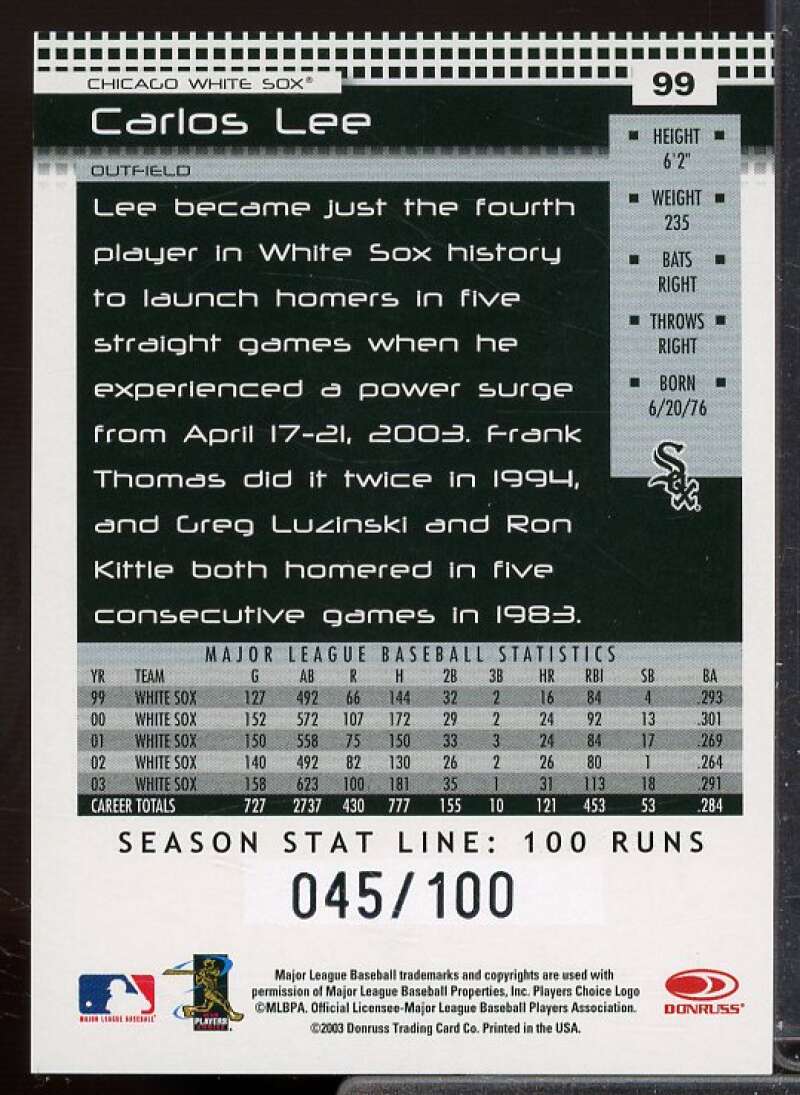 CHICAGO WHITE SOX®
99
Carlos Lee
OUTFIELD
HEIGHT
6'2"
WEIGHT
235
BATS
RIGHT
THROWS
RIGHT
BORN
6/20/76
Sox
Lee became just the fourth
player in White Sox history
to launch homers in five
straight games when he
experienced a power surge
from April 17-21, 2003. Frank
Thomas did it twice in 1994,
and Greg Luzinski and Ron
Kittle both homered in five
consecutive games in 1983.
MAJOR LEAGUE BASEBALL STATISTICS
YR TEAM G AB R H 2B 3B HR RBI SB BA
99 WHITE SOX 127 492 66 144 32 2 16 84 4 .293
00 WHITE SOX 152 572 107 172 29 2 24 92 13 .301
01 WHITE SOX 150 558 75 150 33 3 24 84 17 .269
02 WHITE SOX 140 492 82 130 26 2 26 80 1 .264
03 WHITE SOX 158 623 100 181 35 1 31 113 18 .291
CAREER TOTALS 727 2737 430 777 155 10 121 453 53 .284
SEASON STAT LINE: 100 RUNS
045/100
MAJOR LEAGUE BASEBALL
PLAYERS
CHOICE
Major League Baseball trademarks and copyrights are used with
permission of Major League Baseball Properties, Inc. Players Choice Logo
©MLBPA. Official Licensee-Major League Baseball Players Association.
©2003 Donruss Trading Card Co. Printed in the USA.
DONRUSS®